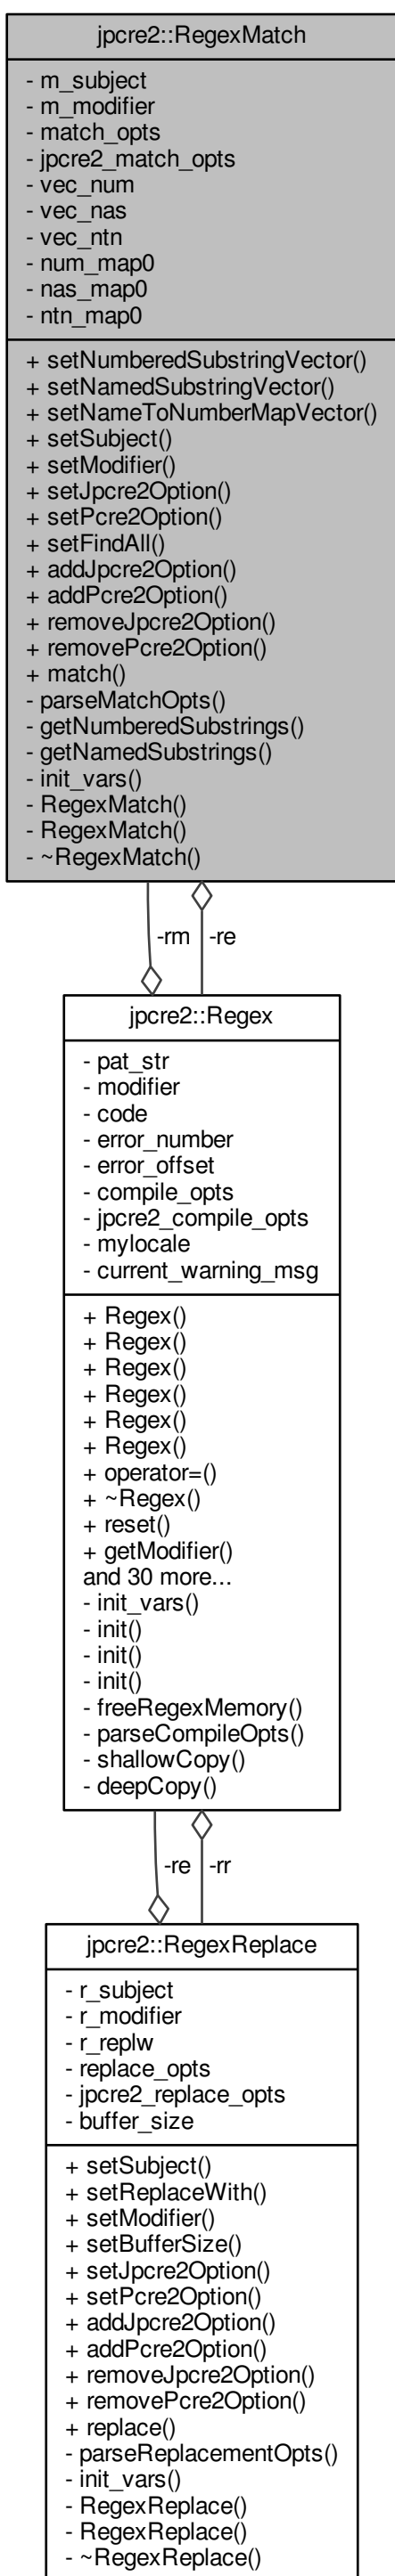 jpcre2::RegexMatch
- m_subject
- m_modifier
- match_opts
- jpcre2_match_opts
- vec_num
- vec_nas
- vec_ntn
- num_map0
- nas_map0
- ntn_map0
+ setNumberedSubstringVector()
+ setNamedSubstringVector()
+ setNameToNumberMapVector()
+ setSubject()
+ setModifier()
+ setJpcre2Option()
+ setPcre2Option()
+ setFindAll()
+ addJpcre2Option()
+ addPcre2Option()
+ removeJpcre2Option()
+ removePcre2Option()
+ match()
- parseMatchOpts()
- getNumberedSubstrings()
- getNamedSubstrings()
- init_vars()
- RegexMatch()
- RegexMatch()
- ~RegexMatch()
-rm -re
jpcre2::Regex
- pat_str
- modifier
- code
- error_number
- error_offset
- compile_opts
- jpcre2_compile_opts
- mylocale
- current_warning_msg
+ Regex()
+ Regex()
+ Regex()
+ Regex()
+ Regex()
+ Regex()
+ operator=()
+ ~Regex()
+ reset()
+ getModifier()
and 30 more...
- init_vars()
- init()
- init()
- init()
- freeRegexMemory()
- parseCompileOpts()
- shallowCopy()
- deepCopy()
-re -rr
jpcre2::RegexReplace
- r_subject
- r_modifier
- r_replw
- replace_opts
- jpcre2_replace_opts
- buffer_size
+ setSubject()
+ setReplaceWith()
+ setModifier()
+ setBufferSize()
+ setJpcre2Option()
+ setPcre2Option()
+ addJpcre2Option()
+ addPcre2Option()
+ removeJpcre2Option()
+ removePcre2Option()
+ replace()
- parseReplacementOpts()
- init_vars()
- RegexReplace()
- RegexReplace()
- ~RegexReplace()